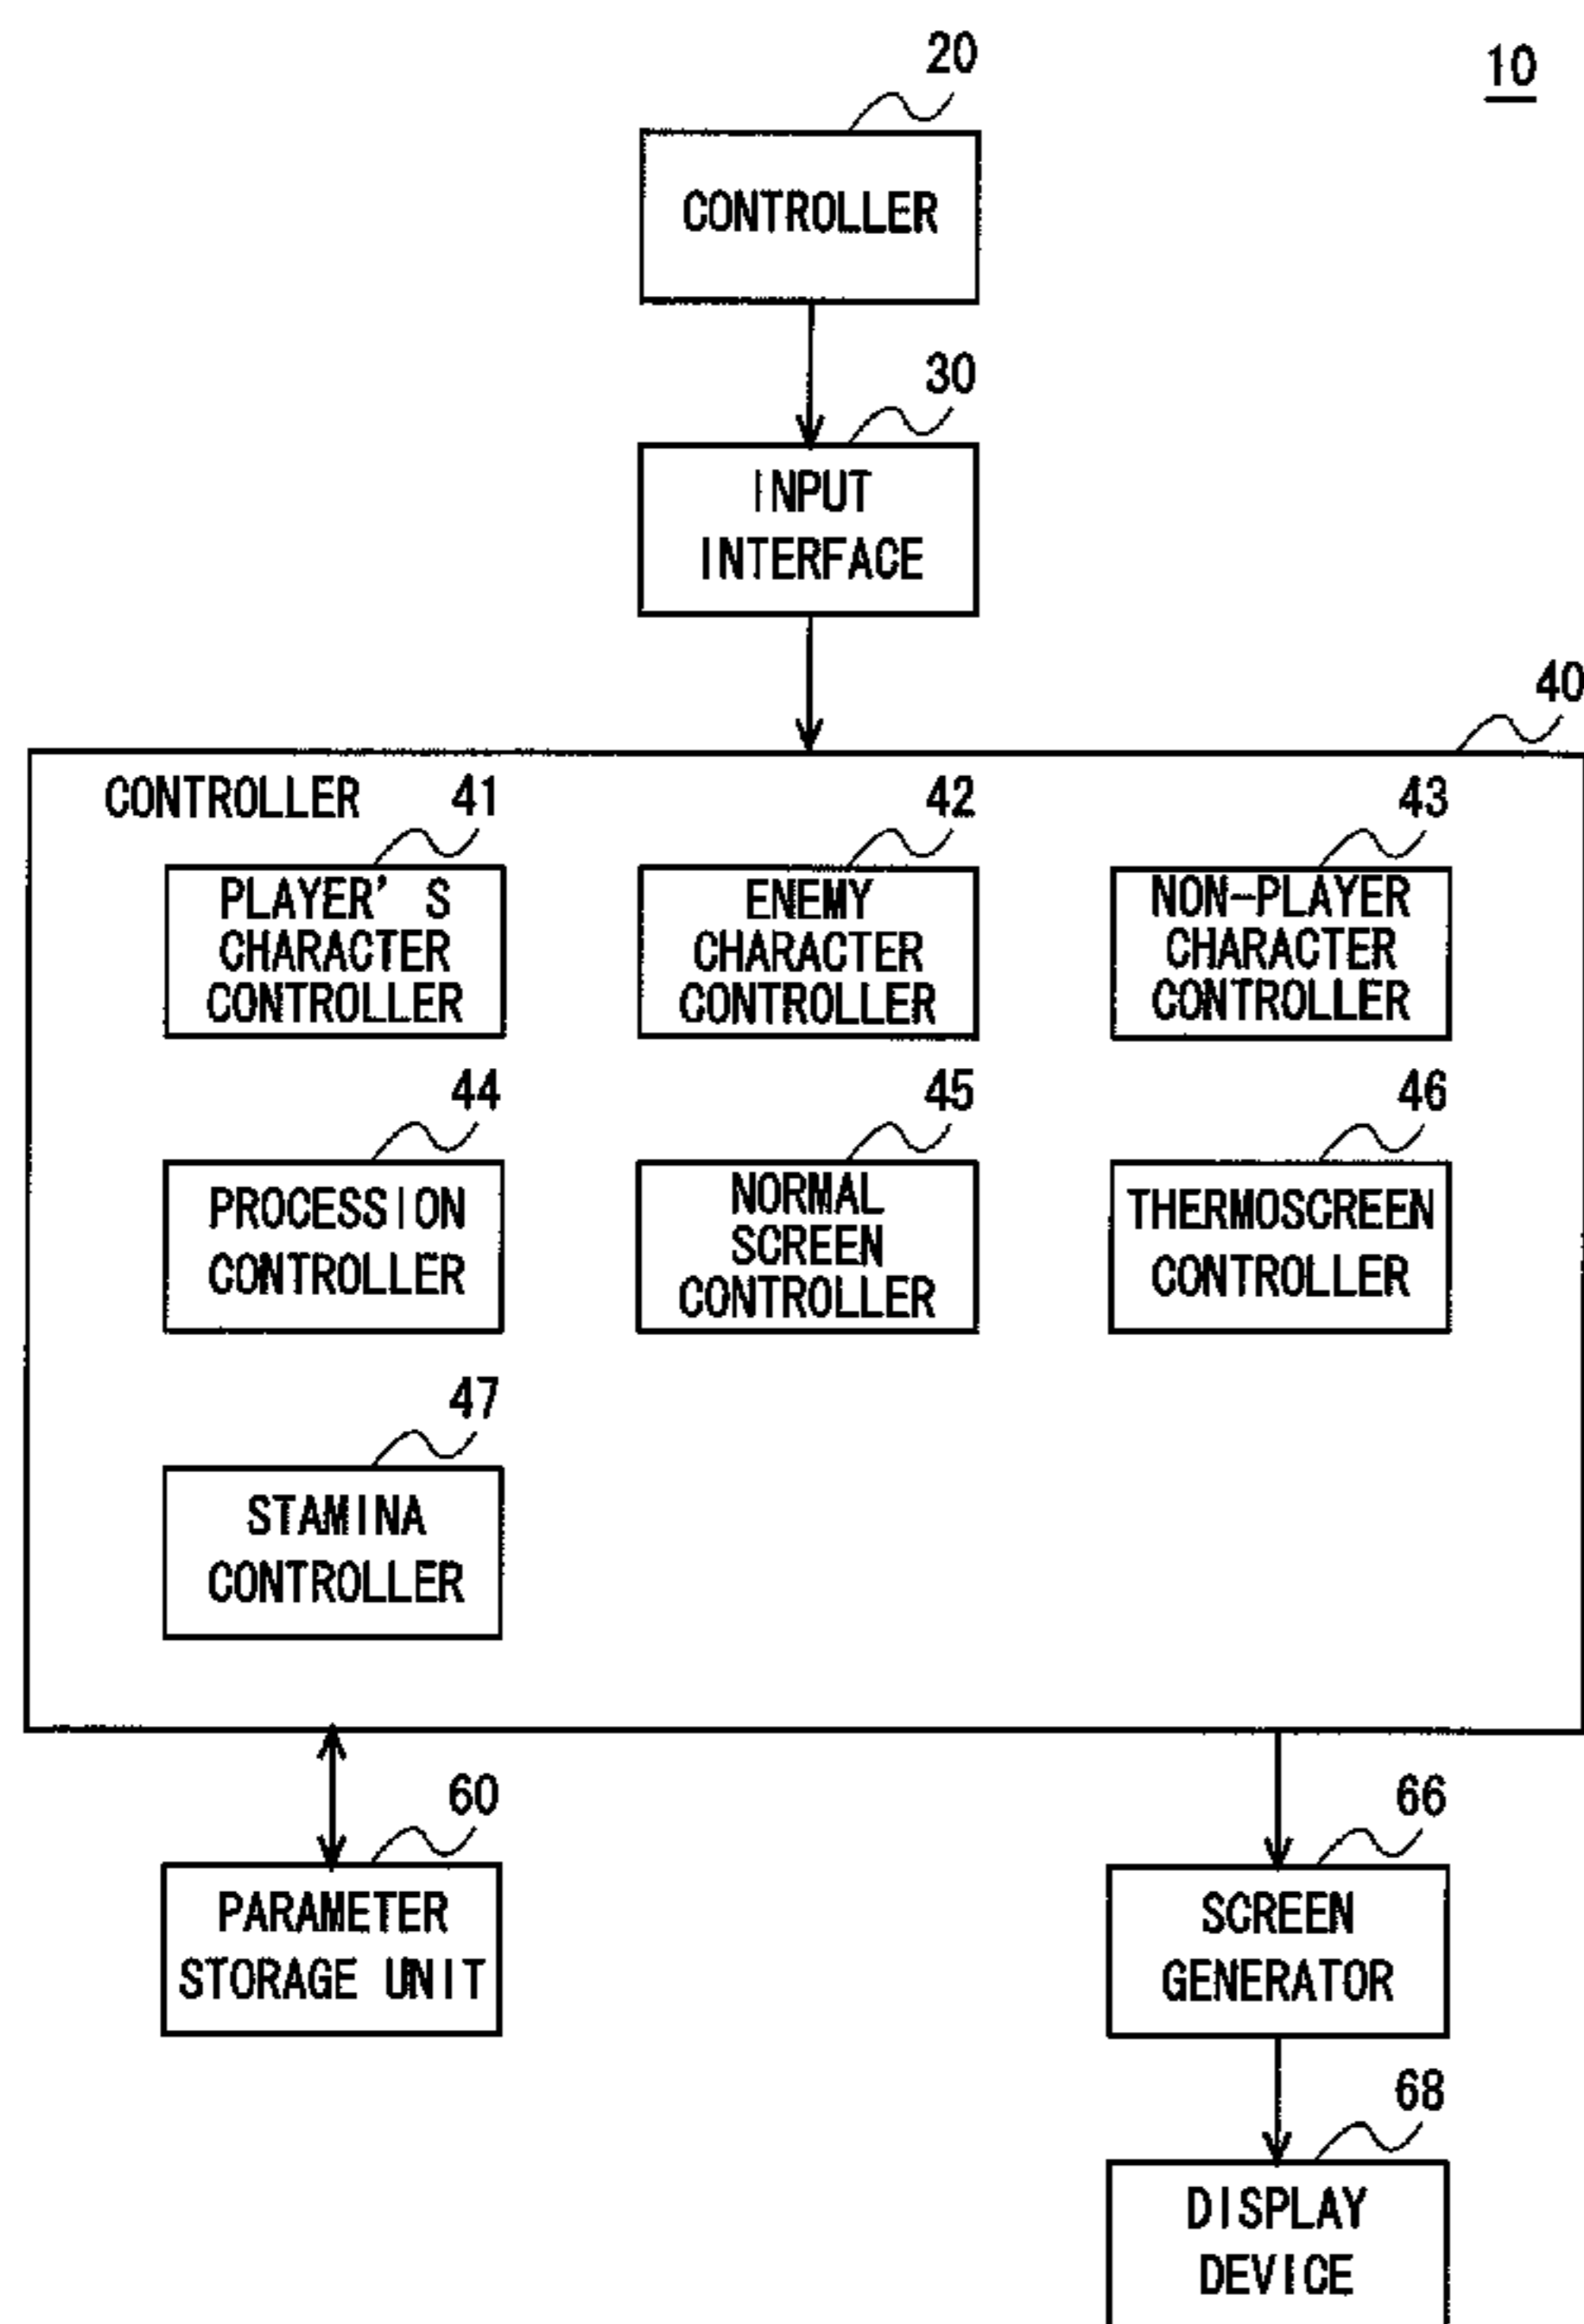 20
10
CONTROLLER
30
INPUT
INTERFACE
40
CONTROLLER
41
42
43
PLAYER'S
CHARACTER
CONTROLLER
ENEMY
CHARACTER
CONTROLLER
NON-PLAYER
CHARACTER
CONTROLLER
44
45
46
PROCESSION
CONTROLLER
NORMAL
SCREEN
CONTROLLER
THERMOSCREEN
CONTROLLER
47
STAMINA
CONTROLLER
60
66
PARAMETER
STORAGE UNIT
SCREEN
GENERATOR
68
DISPLAY
DEVICE